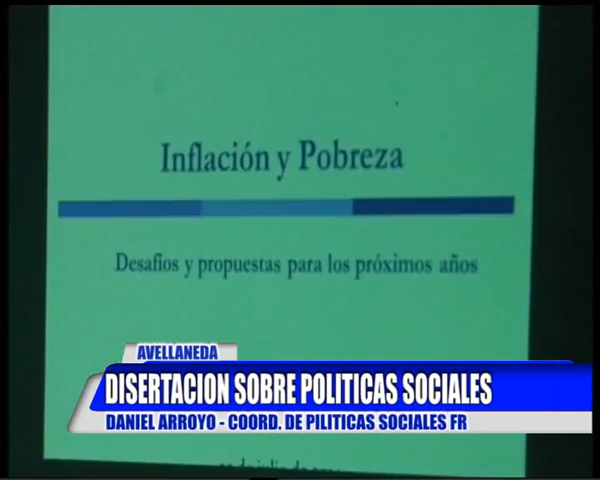 Inflación y Pobreza
Desafios y propuestas para los próximos años
AVELLANEDA
DISERTACION SOBRE POLITICAS SOCIALES
DANIEL ARROYO - COORD. DE PILITICAS SOCIALES FR